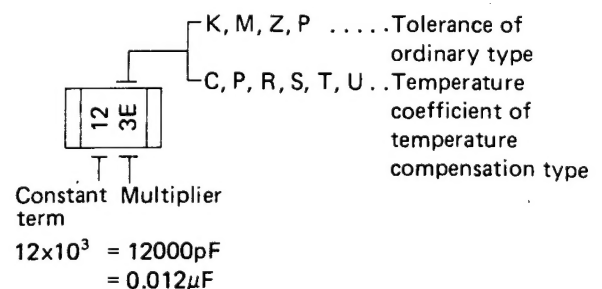 K, M, Z, P .....Tolerance of
ordinary type
C, P, R, S, T, U..Temperature
coefficient of
temperature
compensation type
12
3E
Constant Multiplier
term
12x10³ = 12000pF
= 0.012μF